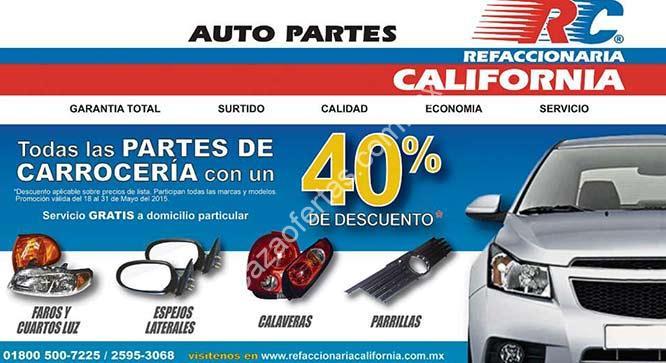 AUTO PARTES
RC®
REFACCIONARIA
CALIFORNIA
GARANTIA TOTAL SURTIDO CALIDAD ECONOMIA SERVICIO
Todas las PARTES DE
CARROCERÍA con un
40%
DE DESCUENTO*
*Descuento aplicable sobre precios de lista. Participan todas las marcas y modelos.
Promoción válida del 18 al 31 de Mayo del 2015.
Servicio GRATIS a domicilio particular
FAROS Y
CUARTOS LUZ
ESPEJOS
LATERALES
CALAVERAS
PARRILLAS
01800 500-7225 / 2595-3068 visítenos en www.refaccionariacalifornia.com.mx